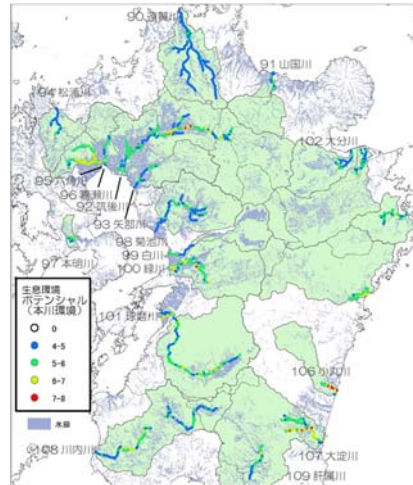 90 遠賀川
91 山国川
94 松浦川
102 大分川
95 六角川
96 嘉瀬川
92 筑後川
93 矢部川
98 菊池川
99 白川
100 緑川
97 本明川
101 球磨川
生息環境
ポテンシャル
(本川環境)
0
4-5
5-6
6-7
7-8
水田
106 小丸川
107 大淀川
108 川内川
109 肝属川